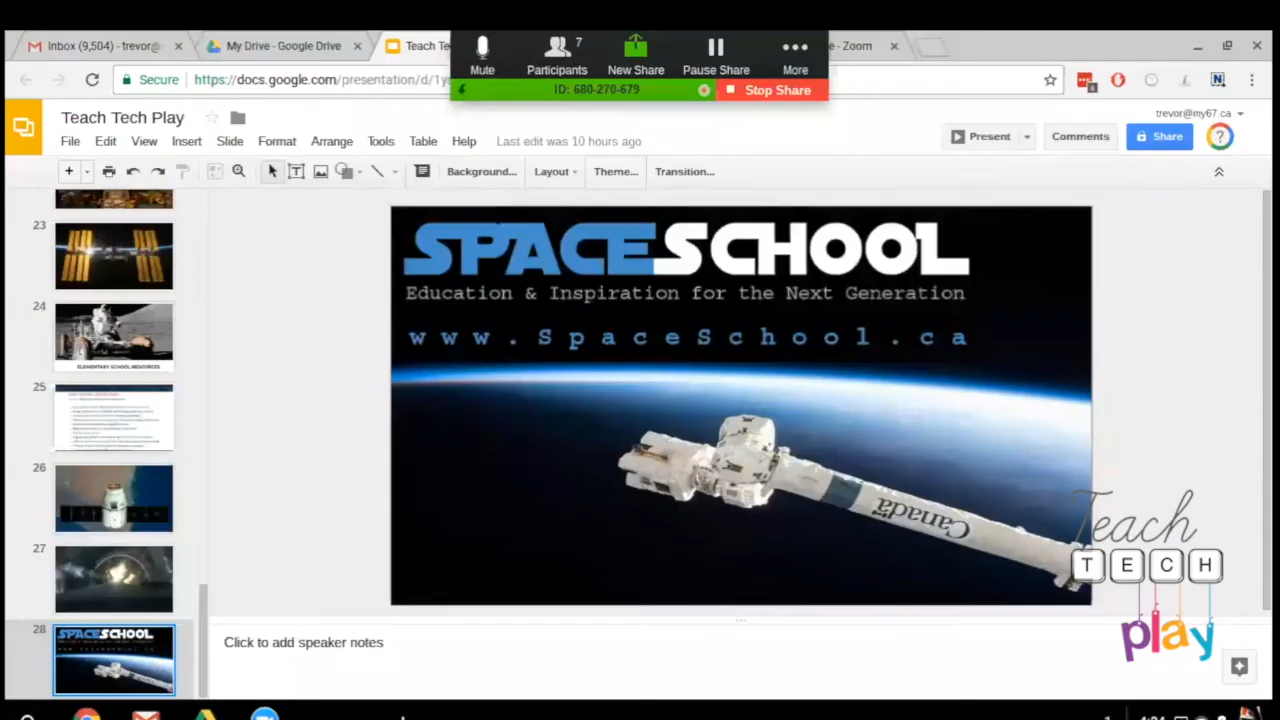 Inbox (9,504) - trevor@
My Drive - Google Drive
Teach Te
e - Zoom
Mute
Participants
7
New Share
Pause Share
More
ID: 680-270-679
Stop Share
Secure
https://docs.google.com/presentation/d/1y
Teach Tech Play
trevor@my67.ca
File Edit View Insert Slide Format Arrange Tools Table Help
Last edit was 10 hours ago
Present
Comments
Share
Background...
Layout
Theme...
Transition...
23
24
ELEMENTARY SCHOOL RESOURCES
25
26
27
28
SPACESCHOOL
SPACESCHOOL
Education & Inspiration for the Next Generation
www.SpaceSchool.ca
Canada
Teach
TECH
play
Click to add speaker notes